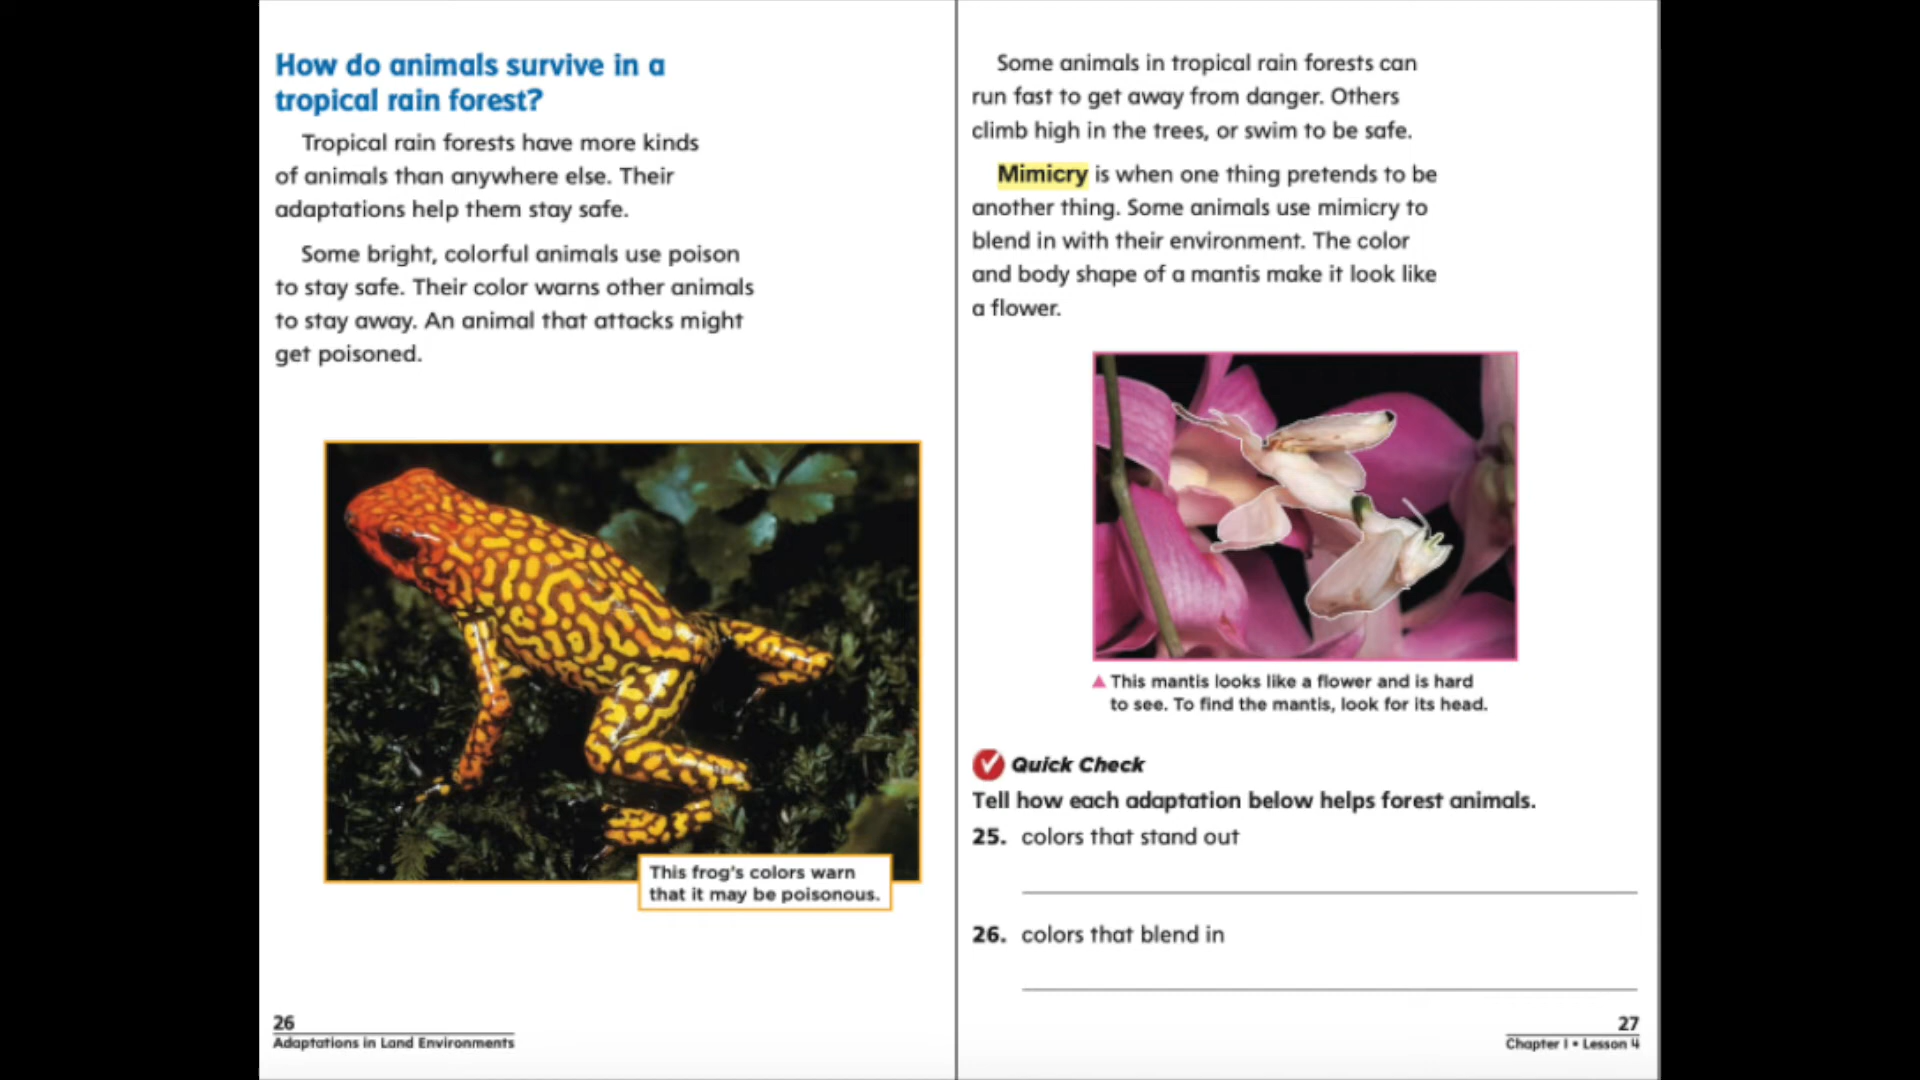 How do animals survive in a
tropical rain forest?
Tropical rain forests have more kinds
of animals than anywhere else. Their
adaptations help them stay safe.
Some bright, colorful animals use poison
to stay safe. Their color warns other animals
to stay away. An animal that attacks might
get poisoned.
This frog's colors warn
that it may be poisonous.
26
Adaptations in Land Environments
Some animals in tropical rain forests can
run fast to get away from danger. Others
climb high in the trees, or swim to be safe.
Mimicry is when one thing pretends to be
another thing. Some animals use mimicry to
blend in with their environment. The color
and body shape of a mantis make it look like
a flower.
▲ This mantis looks like a flower and is hard
to see. To find the mantis, look for its head.
Quick Check
Tell how each adaptation below helps forest animals.
25. colors that stand out
26. colors that blend in
27
Chapter 1 • Lesson 4